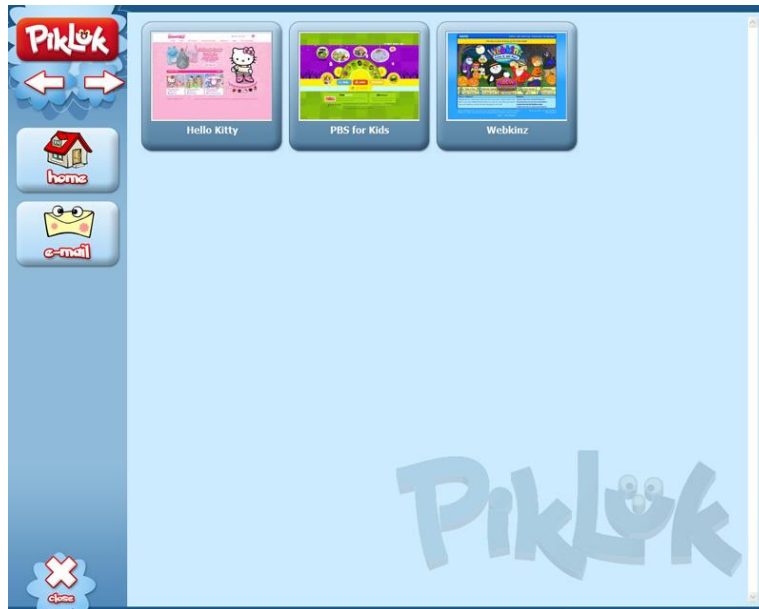 PikLuk
home
e-mail
close
Hello Kitty
PBS for Kids
Webkinz
PikLuk